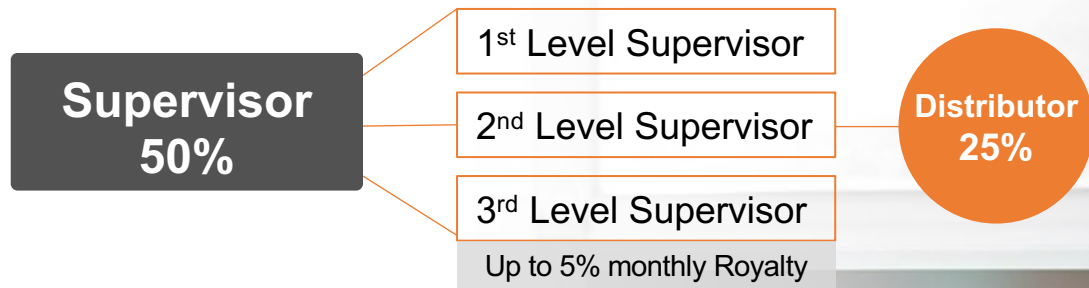 Supervisor
50%
1st Level Supervisor
2nd Level Supervisor
3rd Level Supervisor
Up to 5% monthly Royalty
Distributor
25%